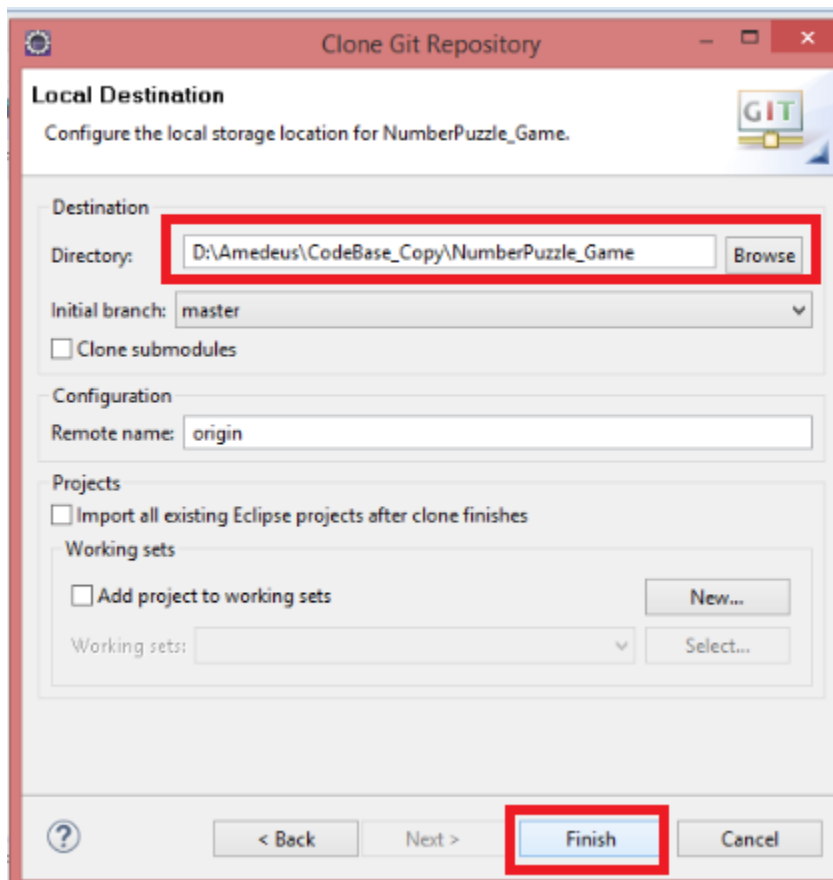 Clone Git Repository
Local Destination
Configure the local storage location for NumberPuzzle_Game.
GIT
Destination
Directory: D:\Amedeus\CodeBase_Copy\NumberPuzzle_Game Browse
Initial branch: master
Clone submodules
Configuration
Remote name: origin
Projects
Import all existing Eclipse projects after clone finishes
Working sets
Add project to working sets New...
Working sets: Select...
? < Back Next > Finish Cancel